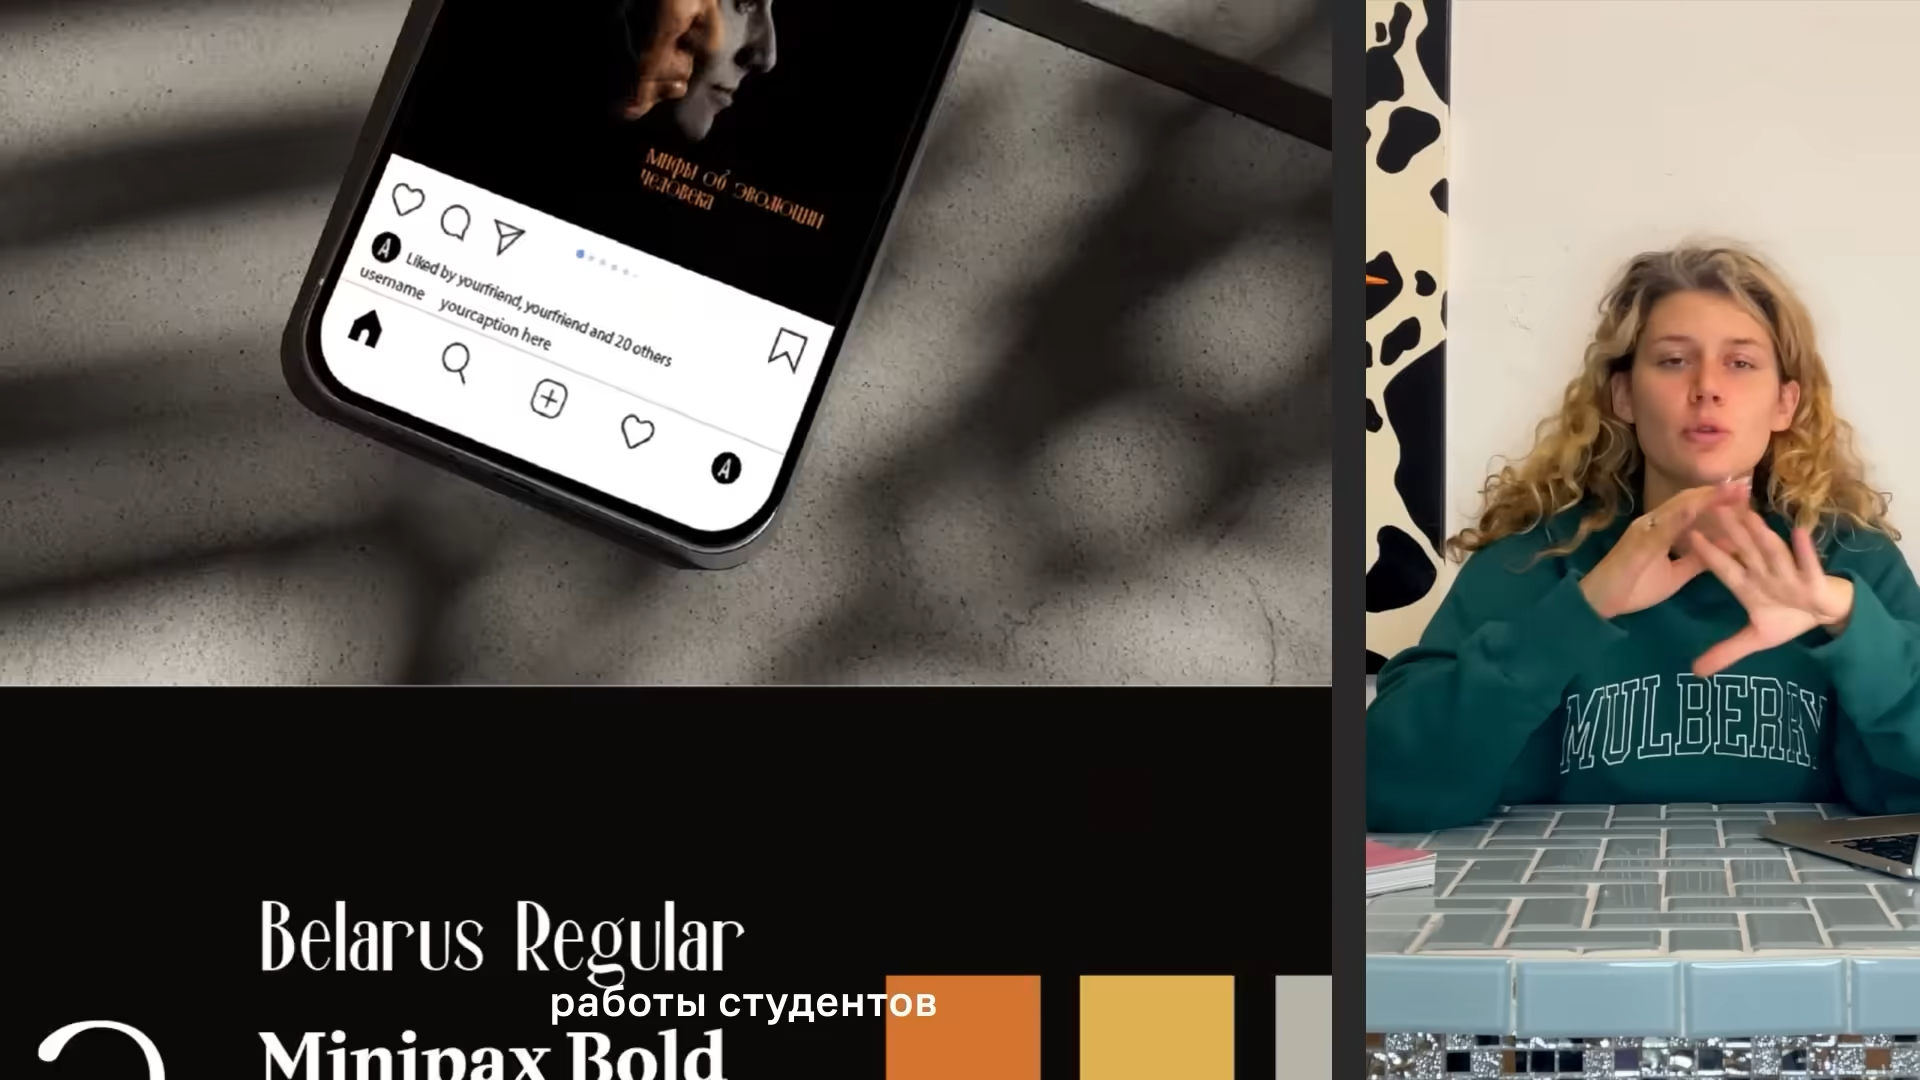 Мифы об эволюции
человека
A
Liked by yourfriend, yourfriend and 20 others
username yourcaption here
A
Belarus Regular
работы студентов
Minipax Bold
MULBERRY